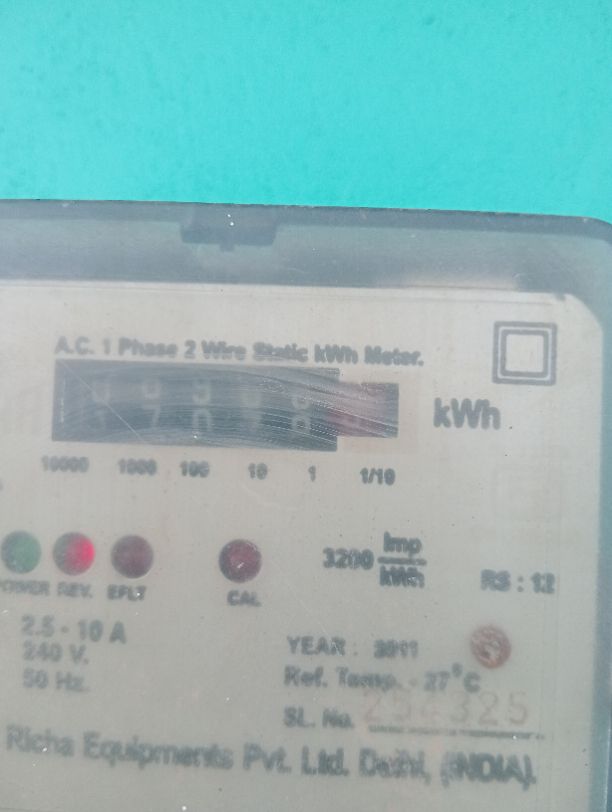 A.C. 1 Phase 2 Wire Static kWh Meter.
kWh
10000 1000 100 10 1 1/10
3200 Imp/kWh
RS : 12
POWER REV. EFLT CAL
2.5 - 10 A
240 V.
50 Hz.
YEAR : 2011
Ref. Temp. - 27°C
SL. No. 254325
Richa Equipments Pvt. Ltd. Delhi, (INDIA).